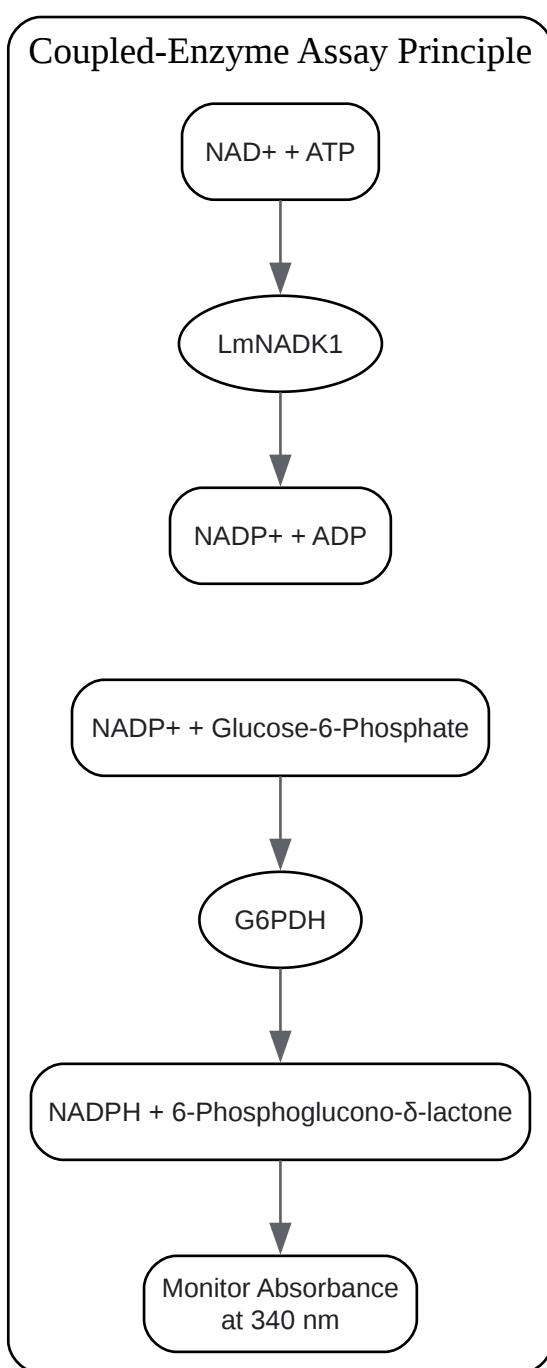 Coupled-Enzyme Assay Principle
NAD+ + ATP
LmNADK1
NADP+ + ADP
NADP+ + Glucose-6-Phosphate
G6PDH
NADPH + 6-Phosphoglucono-δ-lactone
Monitor Absorbance
at 340 nm